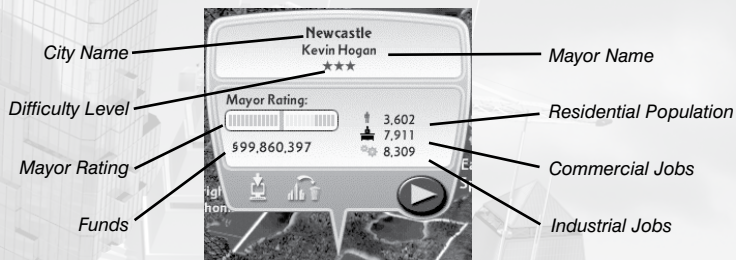 City Name
Difficulty Level
Mayor Rating
Funds
Newcastle
Kevin Hogan
★★★
Mayor Rating:
3,602
7,911
§99,860,397
8,309
Mayor Name
Residential Population
Commercial Jobs
Industrial Jobs